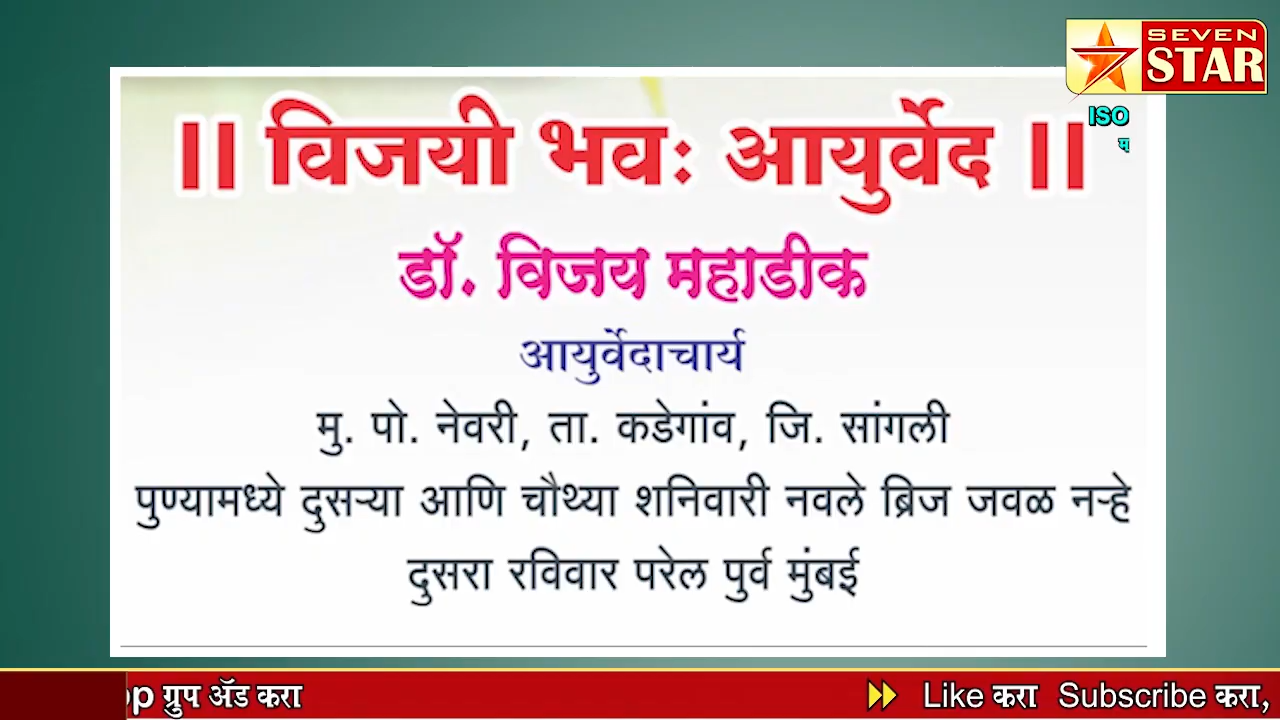 SEVEN
STAR
ISO
|| विजयी भवः आयुर्वेद ||
डॉ. विजय महाडीक
आयुर्वेदाचार्य
मु. पो. नेवरी, ता. कडेगांव, जि. सांगली
पुण्यामध्ये दुसऱ्या आणि चौथ्या शनिवारी नवले ब्रिज जवळ नऱ्हे
दुसरा रविवार परेल पुर्व मुंबई
ग्रुप ॲड करा Like करा Subscribe करा,